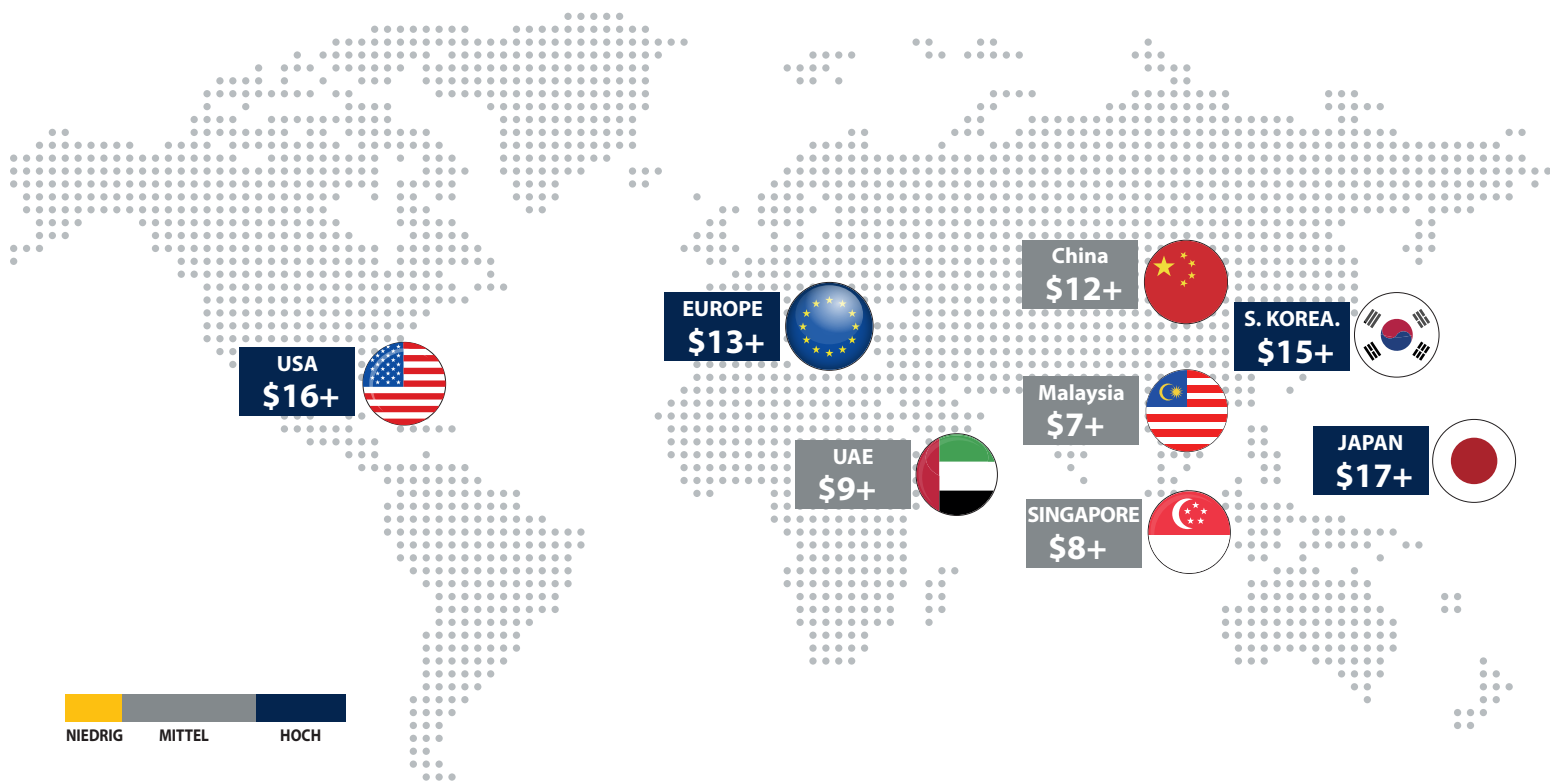 China
$12+
EUROPE
$13+
S. KOREA.
$15+
USA
$16+
Malaysia
$7+
JAPAN
$17+
UAE
$9+
SINGAPORE
$8+
NIEDRIG MITTEL HOCH